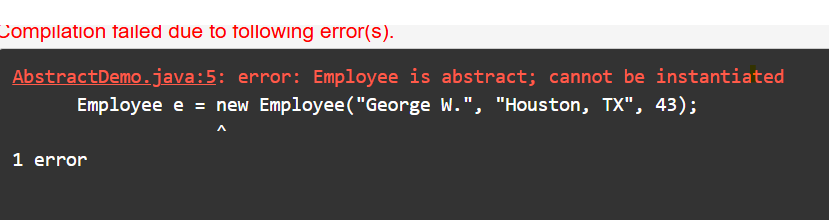 Compilation failed due to following error(s).
AbstractDemo.java:5: error: Employee is abstract; cannot be instantiated
Employee e = new Employee("George W.", "Houston, TX", 43);
^
1 error